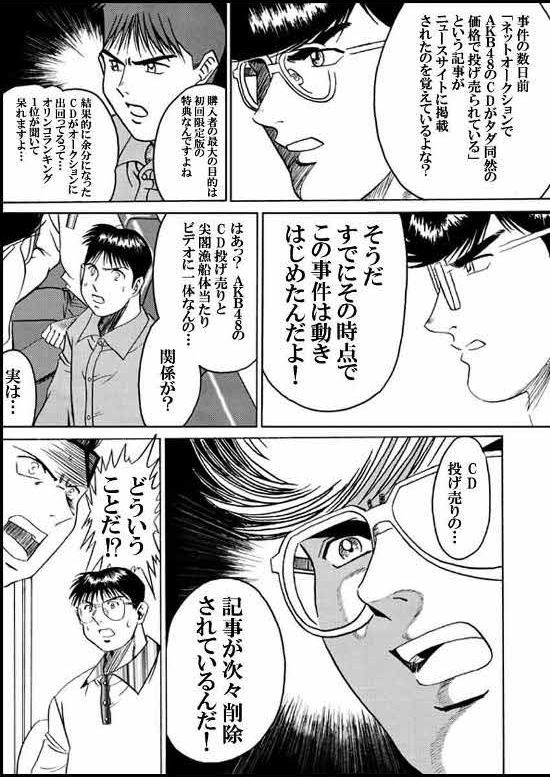 事件の数日前
「ネットオークションで
AKB48のCDがタダ同然の
価格で投げ売られている」
という記事が
ニュースサイトに掲載
されたのを覚えているよな?
購入者の最大の目的は
初回限定版の
特典なんですよね
結果的に余分になった
CDがオークションに
出回ってるって…
オリコンランキング
1位が聞いて
呆れますよ…
そうだ
すでにその時点で
この事件は動き
はじめたんだよ!
はあっ? AKB48の
CD投げ売りと
尖閣漁船体当たり
ビデオに一体なんの…
関係が?
実は…
CD
投げ売りの…
記事が次々削除
されているんだ!
どういう
ことだ!?